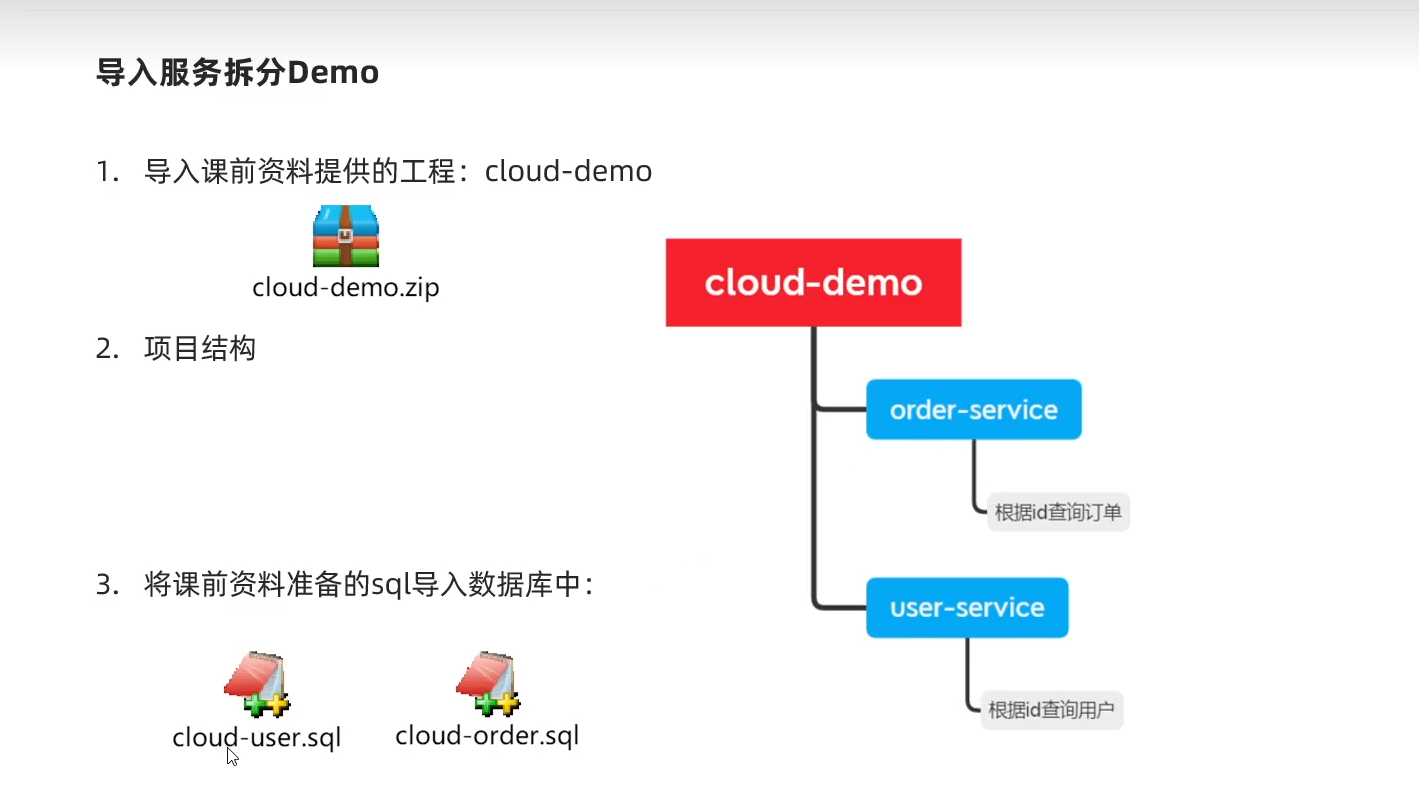 导入服务拆分Demo
1. 导入课前资料提供的工程：cloud-demo
cloud-demo.zip
2. 项目结构
cloud-demo
order-service
根据id查询订单
user-service
根据id查询用户
3. 将课前资料准备的sql导入数据库中：
cloud-user.sql
cloud-order.sql